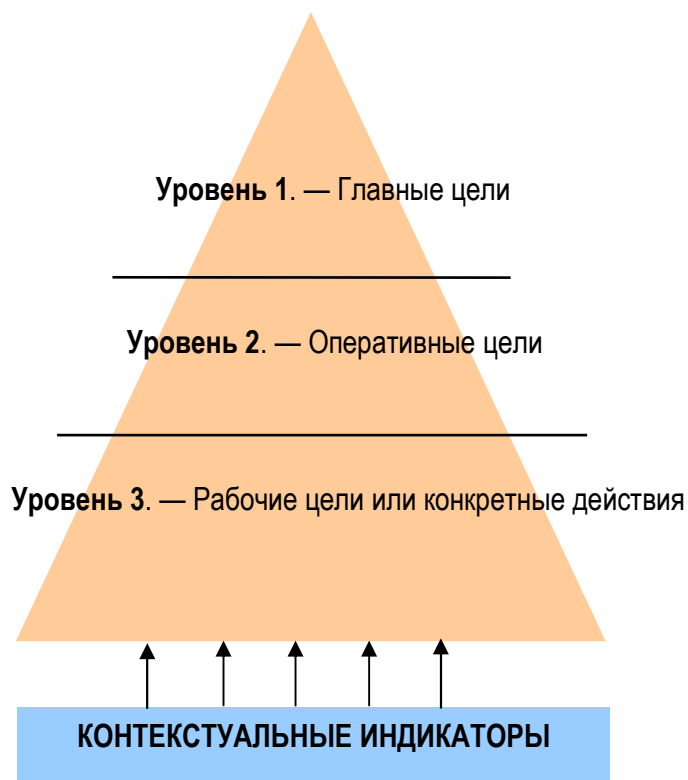 Уровень 1. — Главные цели
Уровень 2. — Оперативные цели
Уровень 3. — Рабочие цели или конкретные действия
КОНТЕКСТУАЛЬНЫЕ ИНДИКАТОРЫ